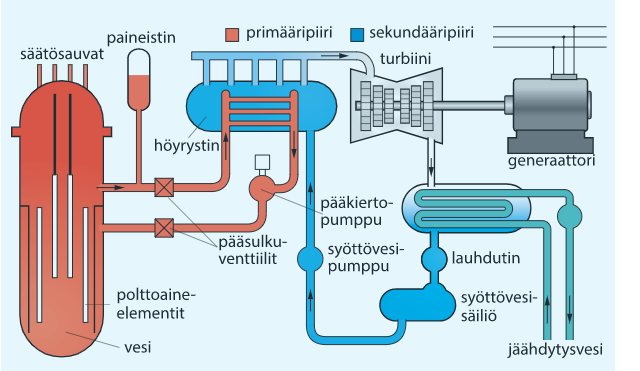 primääripiiri
sekundääripiiri
paineistin
säätösauvat
turbiini
höyrystin
generaattori
pääkierto-
pumppu
pääsulku-
venttiilit
syöttövesi-
pumppu
lauhdutin
polttoaine-
elementit
syöttövesi-
säiliö
vesi
jäähdytysvesi